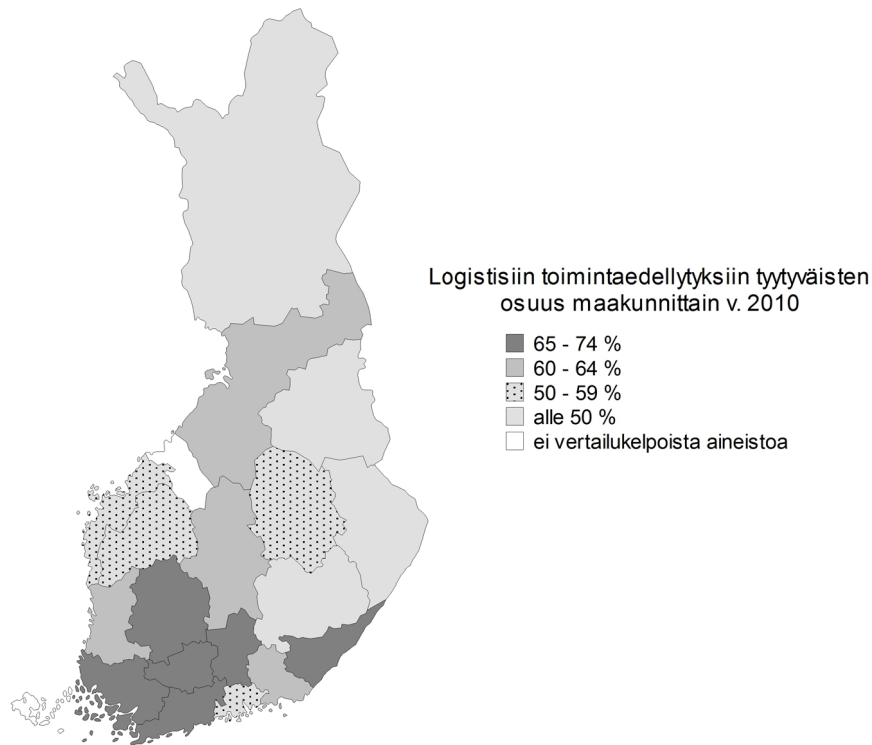 Logistisiin toimintaedellytyksiin tyytyväisten
osuus maakunnittain v. 2010
65 - 74 %
60 - 64 %
50 - 59 %
alle 50 %
ei vertailukelpoista aineistoa